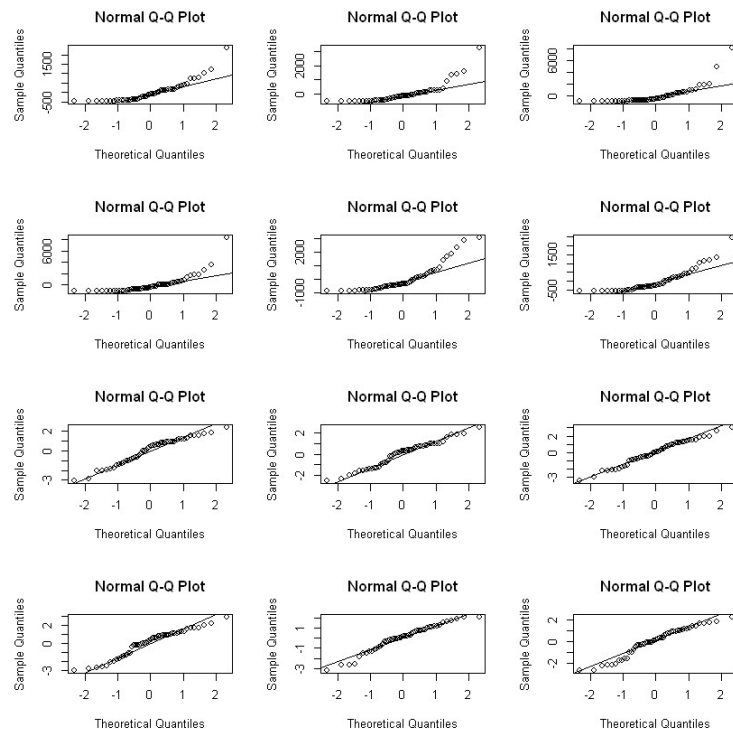 Normal Q-Q Plot Normal Q-Q Plot Normal Q-Q Plot
Sample Quantiles Sample Quantiles Sample Quantiles
-500 1500 0 2000 0 6000
-2 -1 0 1 2 -2 -1 0 1 2 -2 -1 0 1 2
Theoretical Quantiles Theoretical Quantiles Theoretical Quantiles
Normal Q-Q Plot Normal Q-Q Plot Normal Q-Q Plot
Sample Quantiles Sample Quantiles Sample Quantiles
0 6000 -1000 2000 -500 1500
-2 -1 0 1 2 -2 -1 0 1 2 -2 -1 0 1 2
Theoretical Quantiles Theoretical Quantiles Theoretical Quantiles
Normal Q-Q Plot Normal Q-Q Plot Normal Q-Q Plot
Sample Quantiles Sample Quantiles Sample Quantiles
-3 0 2 -2 0 2 -3 0 2
-2 -1 0 1 2 -2 -1 0 1 2 -2 -1 0 1 2
Theoretical Quantiles Theoretical Quantiles Theoretical Quantiles
Normal Q-Q Plot Normal Q-Q Plot Normal Q-Q Plot
Sample Quantiles Sample Quantiles Sample Quantiles
-3 0 2 -3 -1 1 -2 0 2
-2 -1 0 1 2 -2 -1 0 1 2 -2 -1 0 1 2
Theoretical Quantiles Theoretical Quantiles Theoretical Quantiles